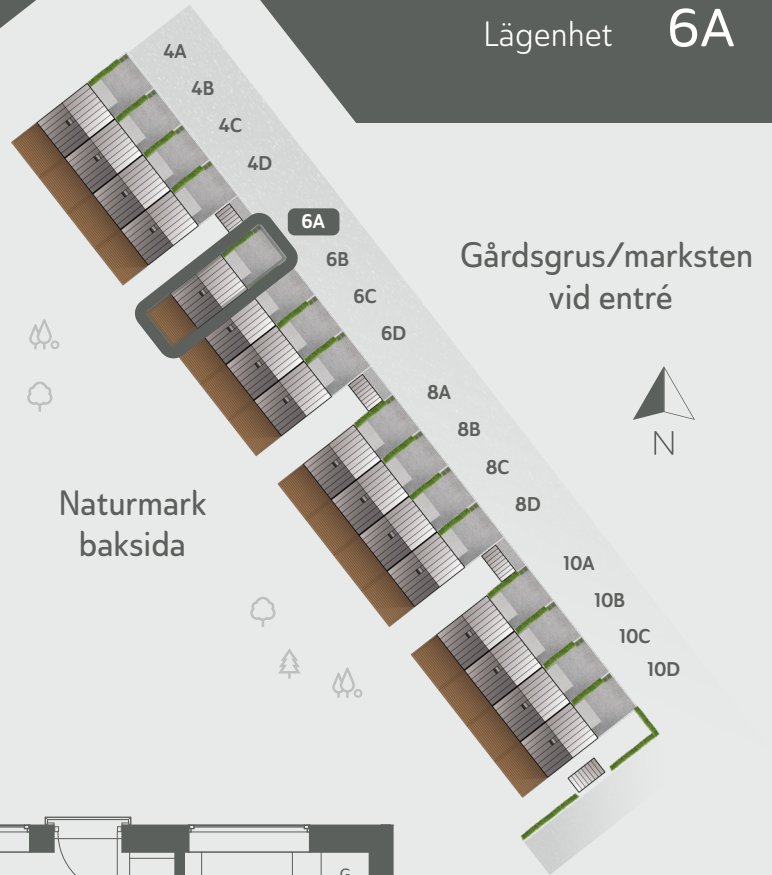 Lägenhet 6A
4A
4B
4C
4D
6A
6B
6C
6D
Gårdsgrus/marksten
vid entré
N
8A
8B
8C
8D
Naturmark
baksida
10A
10B
10C
10D
G